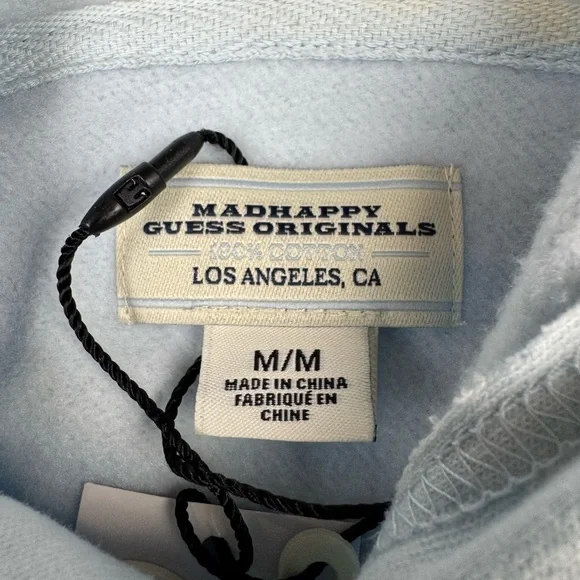 MADHAPPY
GUESS ORIGINALS
100% COTTON
LOS ANGELES, CA
M/M
MADE IN CHINA
FABRIQUÉ EN
CHINE